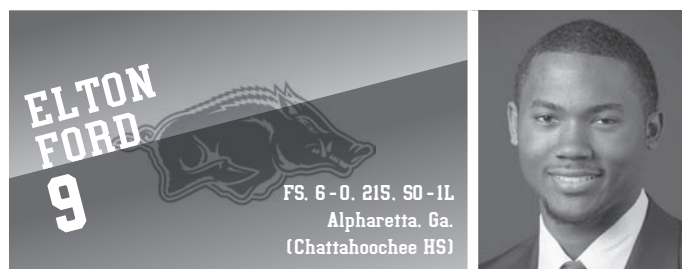 ELTON
FORD
9
FS, 6-0, 215, SO-1L
Alpharetta, Ga.
(Chattahoochee HS)